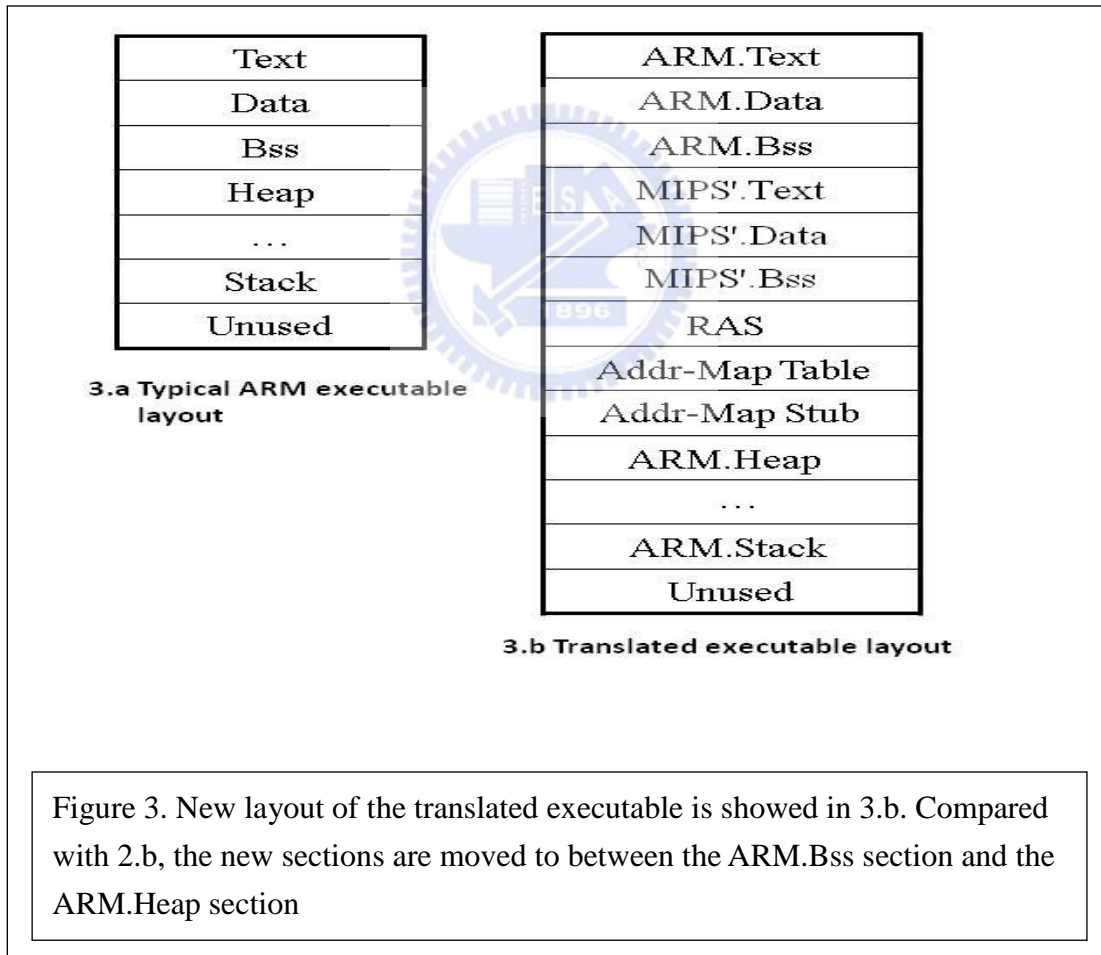 Text
Data
Bss
Heap
...
Stack
Unused
3.a Typical ARM executable
layout
ARM.Text
ARM.Data
ARM.Bss
MIPS'.Text
MIPS'.Data
MIPS'.Bss
RAS
Addr-Map Table
Addr-Map Stub
ARM.Heap
...
ARM.Stack
Unused
3.b Translated executable layout
E S A
1896
Figure 3. New layout of the translated executable is showed in 3.b. Compared
with 2.b, the new sections are moved to between the ARM.Bss section and the
ARM.Heap section